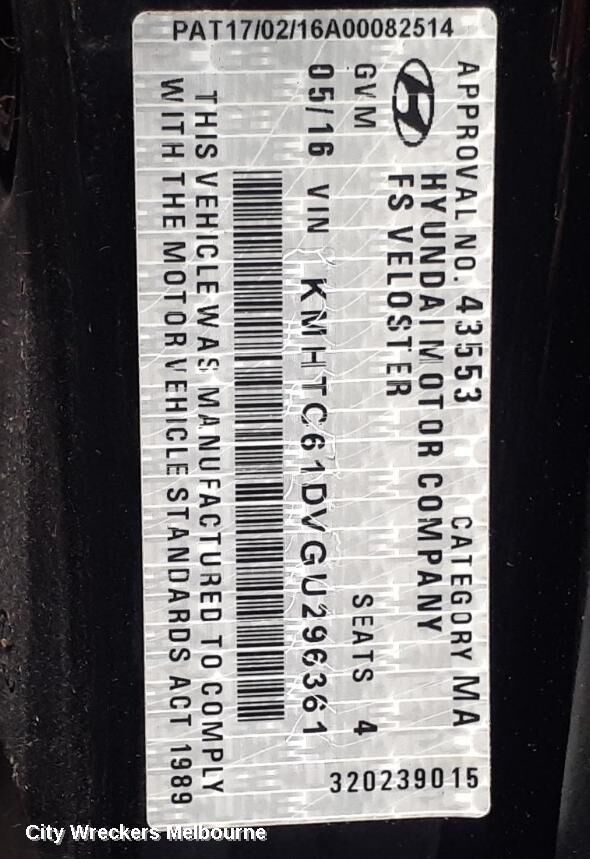 PAT17/02/16A00082514
APPROVAL NO. 43553 CATEGORY MA
HYUNDAI MOTOR COMPANY
FS VELOSTER
GVM SEATS 4
05/16 VIN KMHTC61DVGU296361
THIS VEHICLE WAS MANUFACTURED TO COMPLY
WITH THE MOTOR VEHICLE STANDARDS ACT 1989
320239015
City Wreckers Melbourne